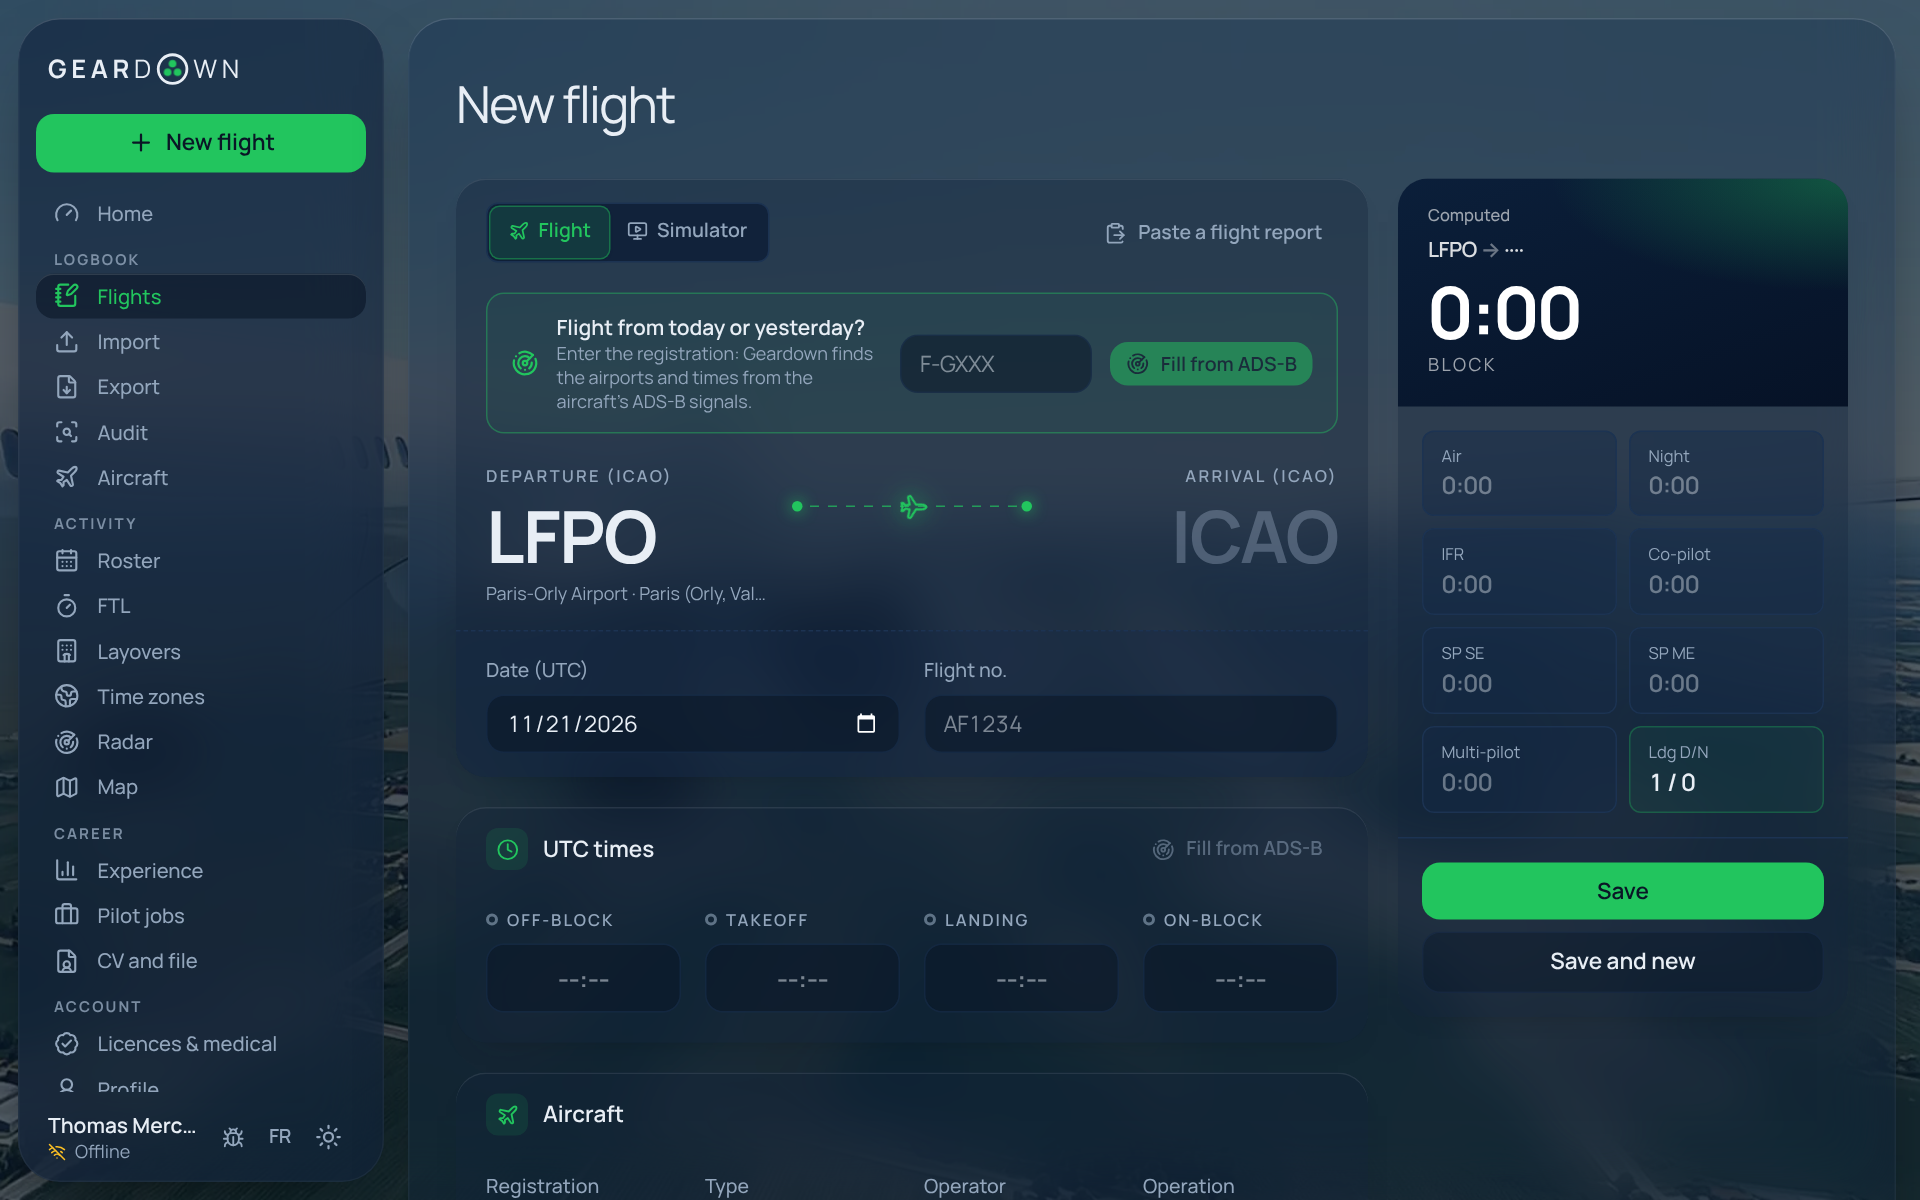 GEARDOWN
New flight
Home
LOGBOOK
Flights
Import
Export
Audit
Aircraft
ACTIVITY
Roster
FTL
Layovers
Time zones
Radar
Map
CAREER
Experience
Pilot jobs
CV and file
ACCOUNT
Licences & medical
Profile
Thomas Merc...
Offline
FR
New flight
Flight
Simulator
Paste a flight report
Flight from today or yesterday?
Enter the registration: Geardown finds
the airports and times from the
aircraft's ADS-B signals.
F-GXXX
Fill from ADS-B
DEPARTURE (ICAO)
ARRIVAL (ICAO)
LFPO
ICAO
Paris-Orly Airport · Paris (Orly, Val...
Date (UTC)
Flight no.
11/21/2026
AF1234
UTC times
Fill from ADS-B
OFF-BLOCK
TAKEOFF
LANDING
ON-BLOCK
--:--
--:--
--:--
--:--
Aircraft
Registration
Type
Operator
Operation
Computed
LFPO → ····
0:00
BLOCK
Air
0:00
Night
0:00
IFR
0:00
Co-pilot
0:00
SP SE
0:00
SP ME
0:00
Multi-pilot
0:00
Ldg D/N
1 / 0
Save
Save and new